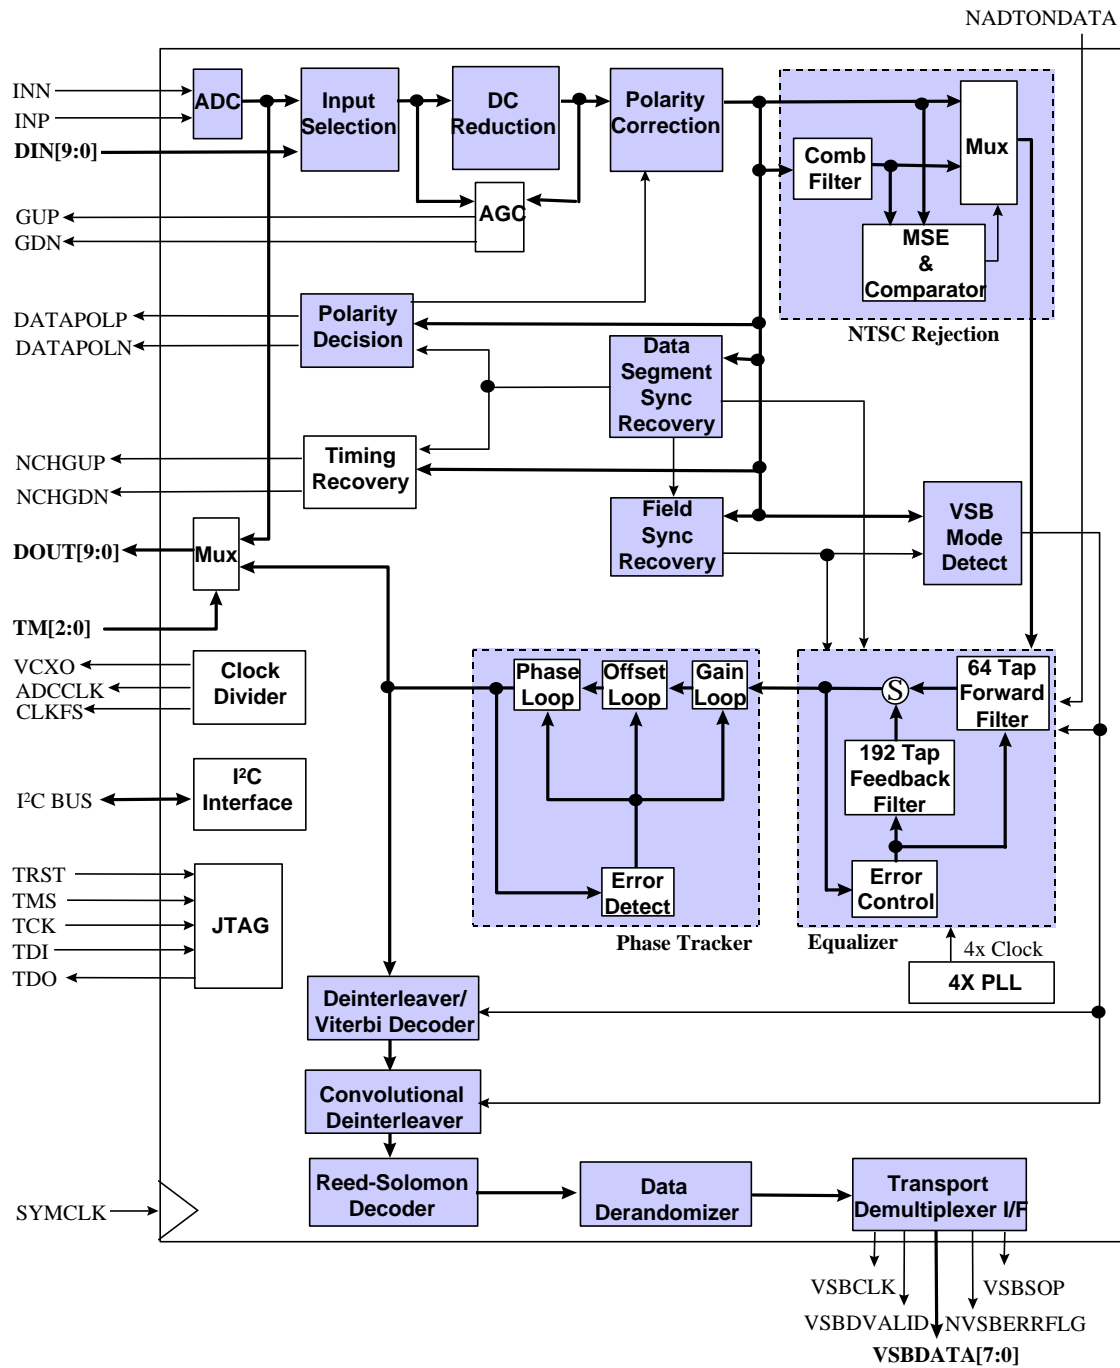 NADTONDATA
INN
INP
DIN[9:0]
ADC
Input
Selection
DC
Reduction
Polarity
Correction
Comb
Filter
Mux
MSE
&
Comparator
NTSC Rejection
GUP
GDN
AGC
DATAPOLP
DATAPOLN
Polarity
Decision
Data
Segment
Sync
Recovery
NCHGUP
NCHGDN
Timing
Recovery
Field
Sync
Recovery
VSB
Mode
Detect
DOUT[9:0]
Mux
TM[2:0]
VCXO
ADCCLK
CLKFS
Clock
Divider
Phase
Loop
Offset
Loop
Gain
Loop
Error
Detect
Phase Tracker
S
64 Tap
Forward
Filter
192 Tap
Feedback
Filter
Error
Control
Equalizer
4x Clock
4X PLL
I²C BUS
I²C
Interface
TRST
TMS
TCK
TDI
TDO
JTAG
Deinterleaver/
Viterbi Decoder
Convolutional
Deinterleaver
Reed-Solomon
Decoder
Data
Derandomizer
Transport
Demultiplexer I/F
SYMCLK
VSBCLK
VSBSOP
VSBDVALID
NVSBERRFLG
VSBDATA[7:0]